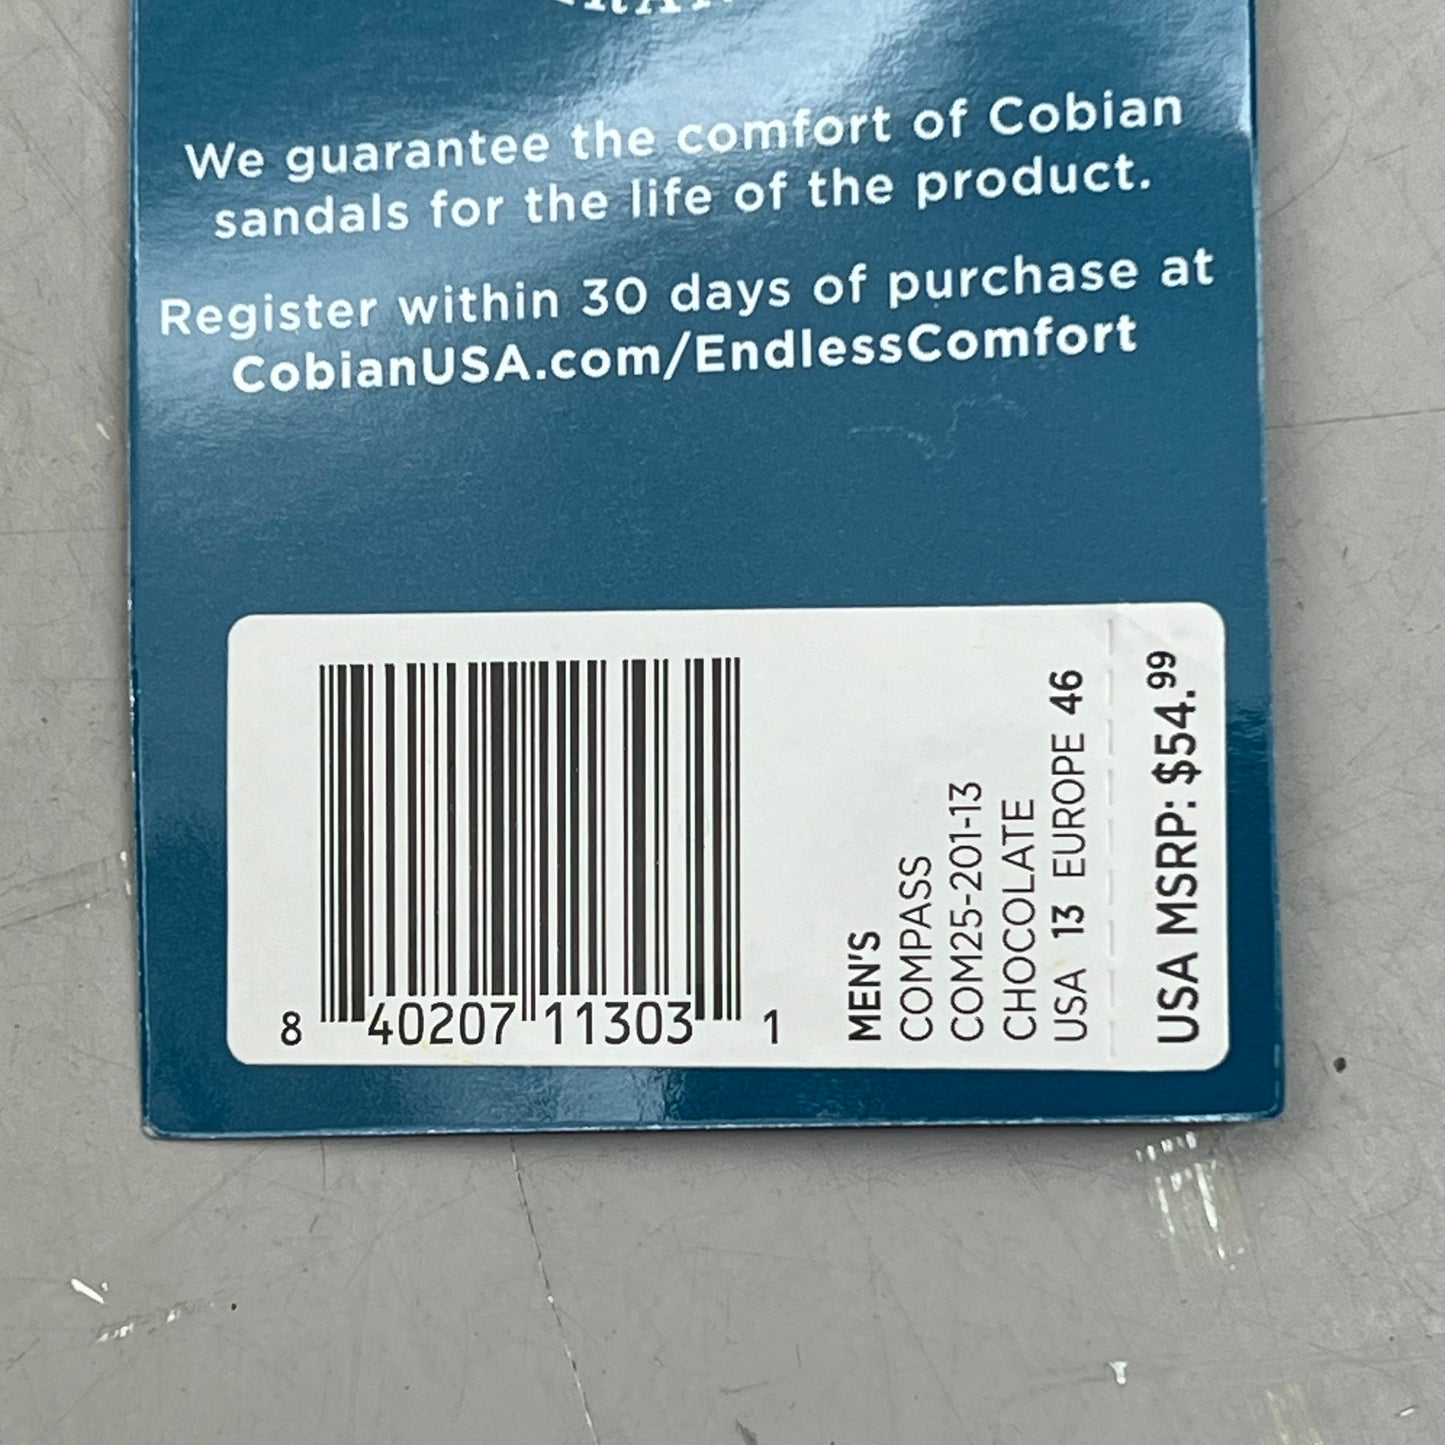 We guarantee the comfort of Cobian
sandals for the life of the product.
Register within 30 days of purchase at
CobianUSA.com/EndlessComfort
8 40207 11303 1
MEN'S
COMPASS
COM25-201-13
CHOCOLATE
USA 13 EUROPE 46
USA MSRP: $54.99